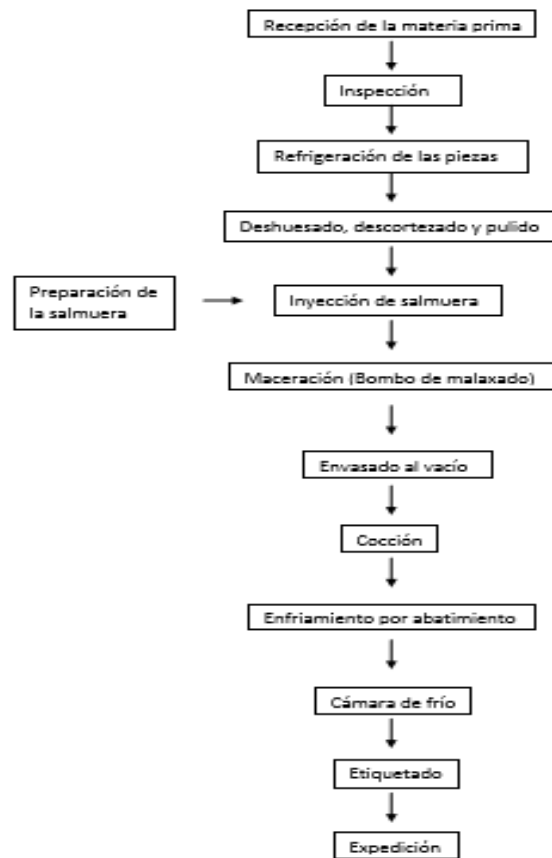 Recepción de la materia prima
Inspección
Refrigeración de las piezas
Deshuesado, descortezado y pulido
Preparación de
la salmuera
Inyección de salmuera
Maceración (Bombo de malaxado)
Envasado al vacío
Cocción
Enfriamiento por abatimiento
Cámara de frío
Etiquetado
Expedición